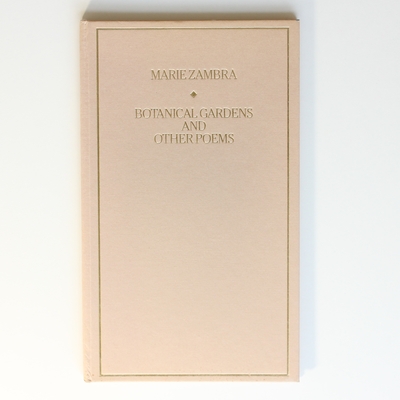 MARIE ZAMBRA
BOTANICAL GARDENS
AND
OTHER POEMS